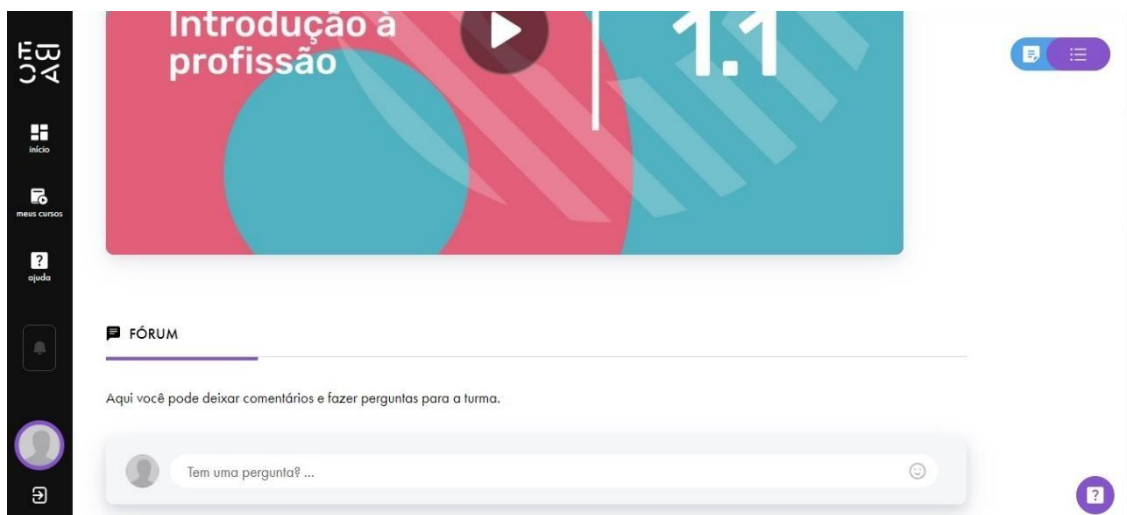 Introdução à
profissão
1.1
início
meus cursos
ajuda
FÓRUM
Aqui você pode deixar comentários e fazer perguntas para a turma.
Tem uma pergunta? ...